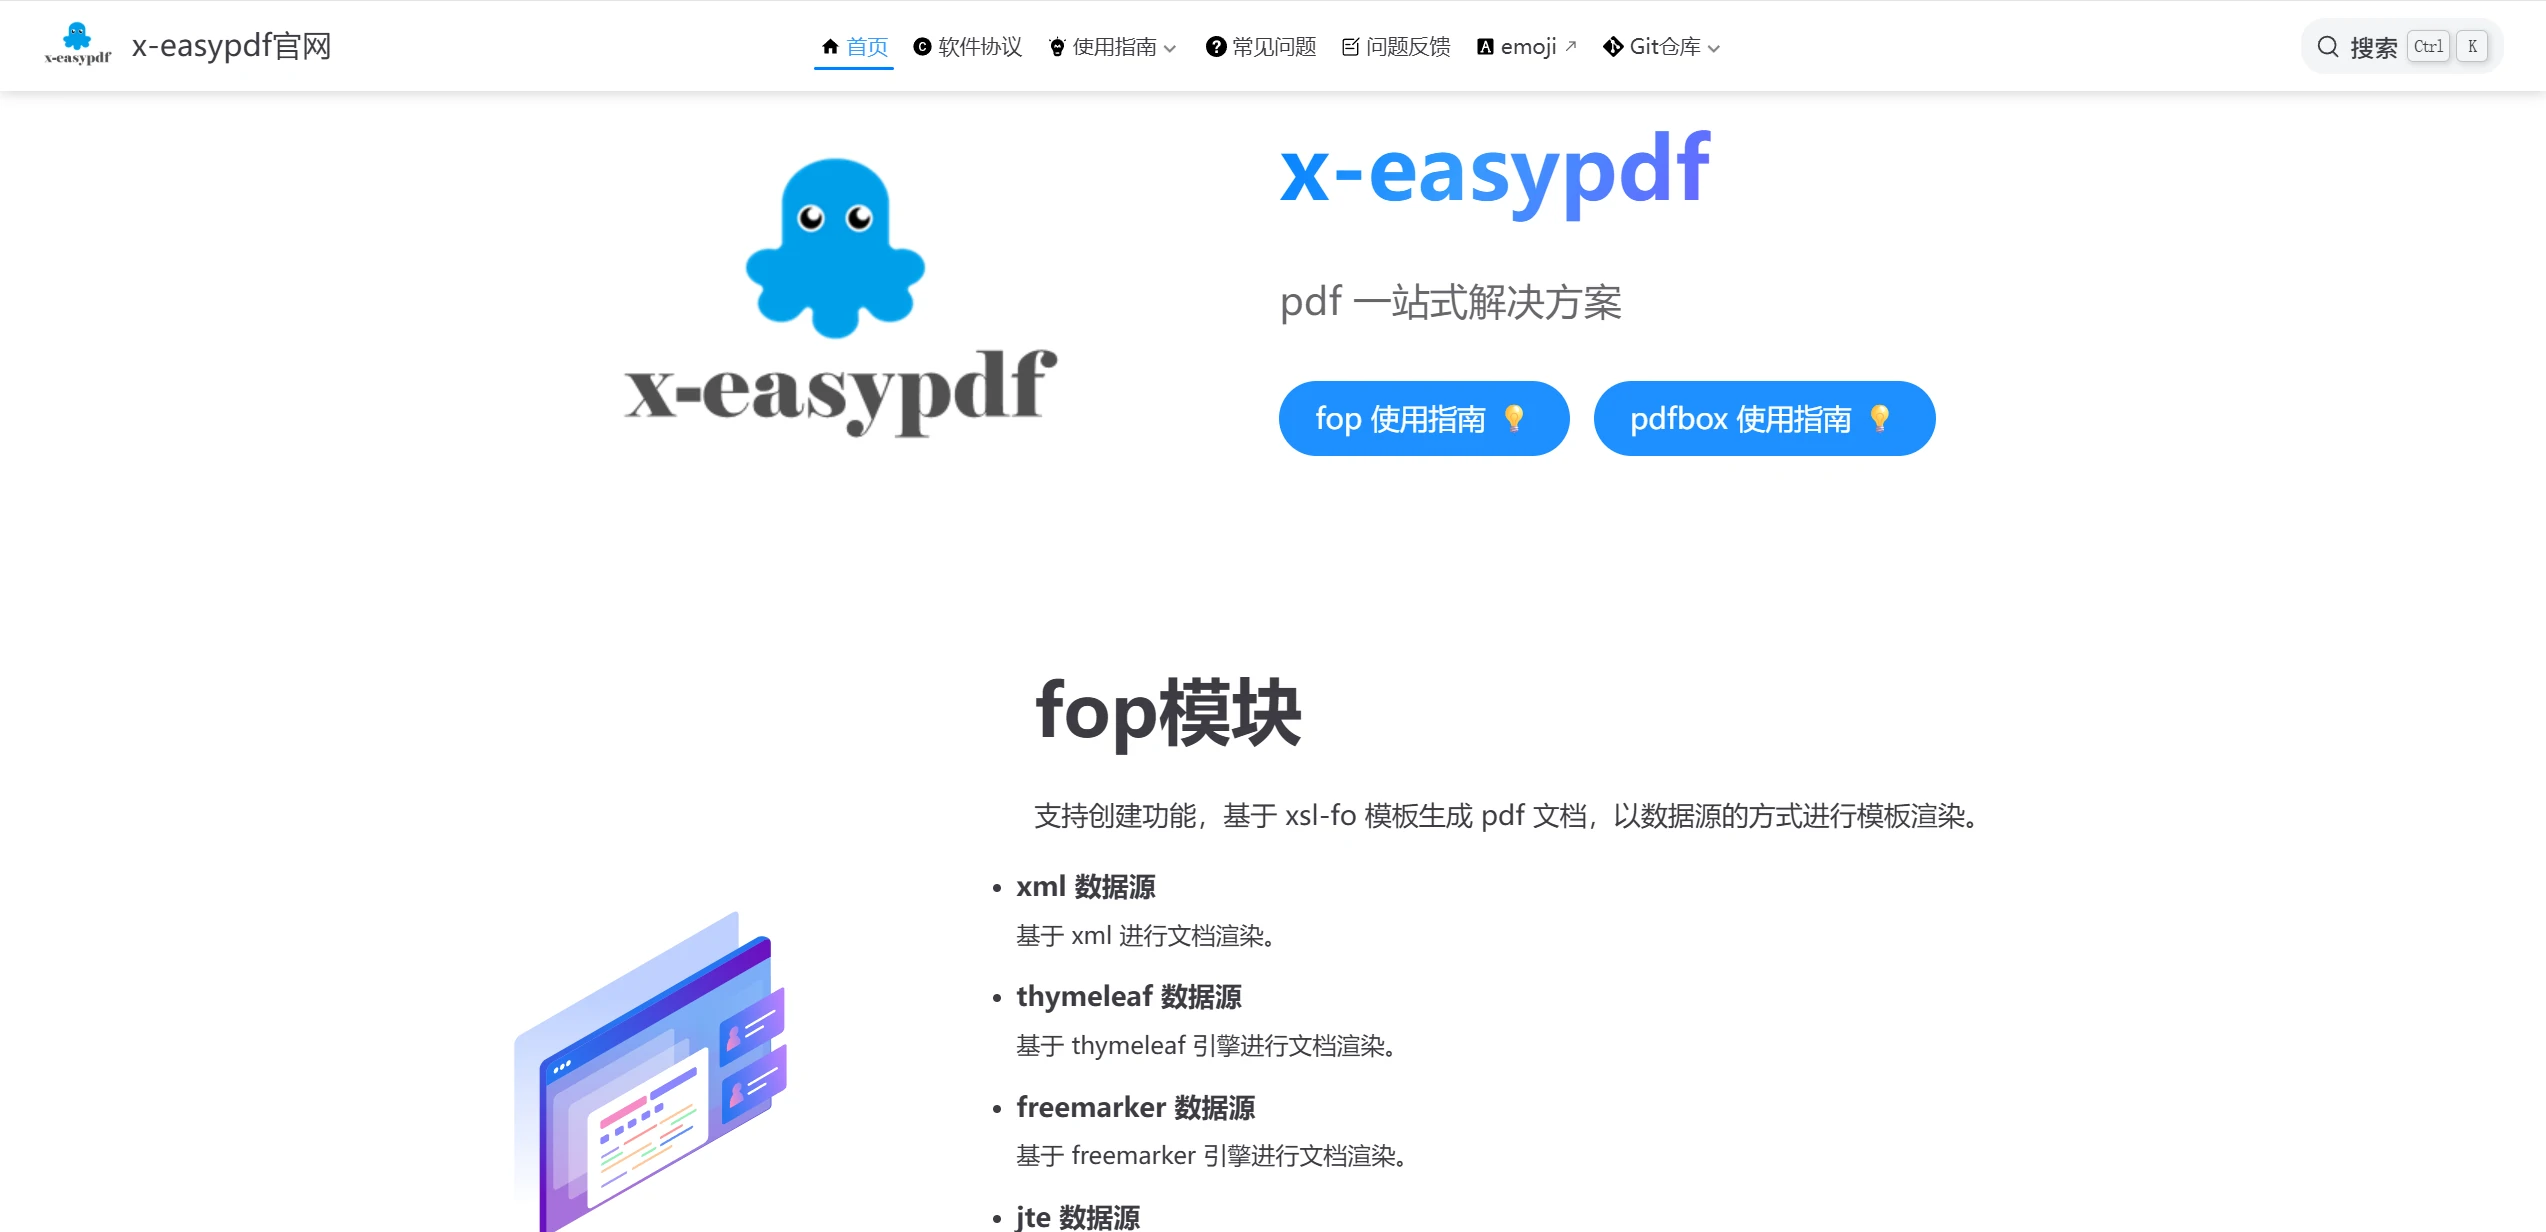 x-easypdf
x-easypdf官网
首页
软件协议
使用指南
常见问题
问题反馈
emoji
Git仓库
搜索 Ctrl K
x-easypdf
x-easypdf
pdf 一站式解决方案
fop 使用指南 💡
pdfbox 使用指南 💡
fop模块
支持创建功能，基于 xsl-fo 模板生成 pdf 文档，以数据源的方式进行模板渲染。
• xml 数据源
基于 xml 进行文档渲染。
• thymeleaf 数据源
基于 thymeleaf 引擎进行文档渲染。
• freemarker 数据源
基于 freemarker 引擎进行文档渲染。
• jte 数据源